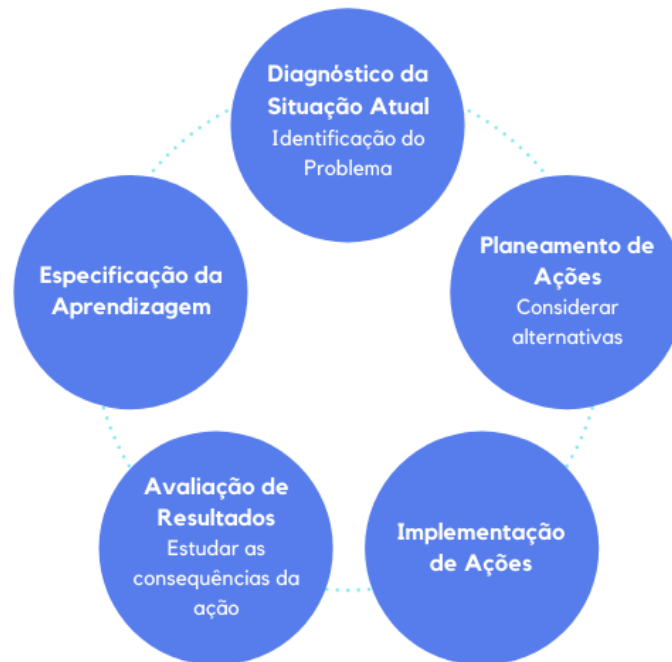 Diagnóstico da
Situação Atual
Identificação do
Problema
Planeamento de
Ações
Considerar
alternativas
Implementação
de Ações
Avaliação de
Resultados
Estudar as
consequências da
ação
Especificação da
Aprendizagem